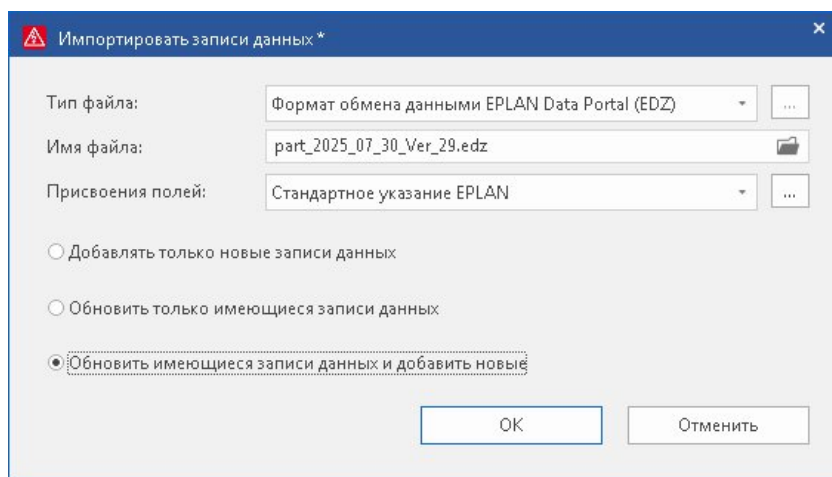 Импортировать записи данных *
Тип файла: Формат обмена данными EPLAN Data Portal (EDZ) ...
Имя файла: part_2025_07_30_Ver_29.edz
Присвоения полей: Стандартное указание EPLAN ...
Добавлять только новые записи данных
Обновить только имеющиеся записи данных
Обновить имеющиеся записи данных и добавить новые
OK Отменить